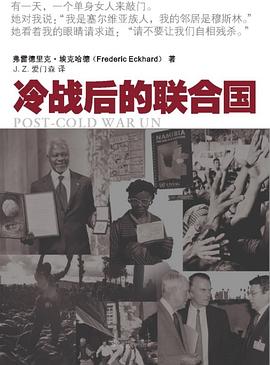 有一天，一个单身女人来敲门。
她对我说；“我是塞尔维亚族人，我的邻居是穆斯林。”
她看着我的眼睛请求道；“请不要让我们自相残杀。”
弗雷德里克·埃克哈德（Frederic Eckhard） 著
J. Z. 爱门森 译
冷战后的联合国
POST-COLD WAR UN
NAMIBIA